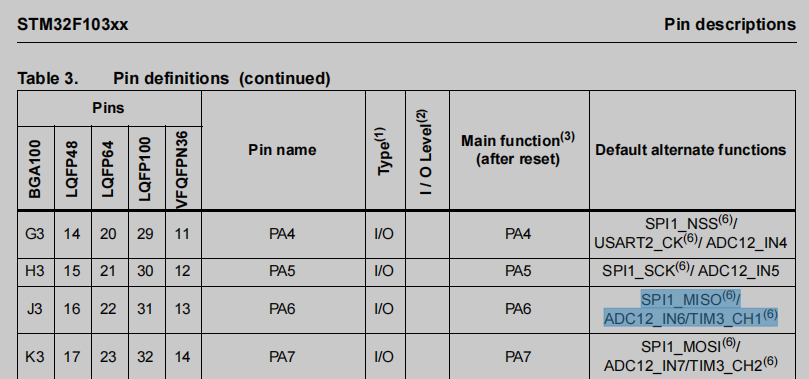 STM32F103xx Pin descriptions
Table 3. Pin definitions (continued)
Pins
BGA100 LQFP48 LQFP64 LQFP100 VFQFPN36 Pin name Type(1) I / O Level(2) Main function(3) (after reset) Default alternate functions
G3 14 20 29 11 PA4 I/O PA4 SPI1_NSS(6)/
USART2_CK(6)/ ADC12_IN4
H3 15 21 30 12 PA5 I/O PA5 SPI1_SCK(6)/ ADC12_IN5
J3 16 22 31 13 PA6 I/O PA6 SPI1_MISO(6)/
ADC12_IN6/TIM3_CH1(6)
K3 17 23 32 14 PA7 I/O PA7 SPI1_MOSI(6)/
ADC12_IN7/TIM3_CH2(6)